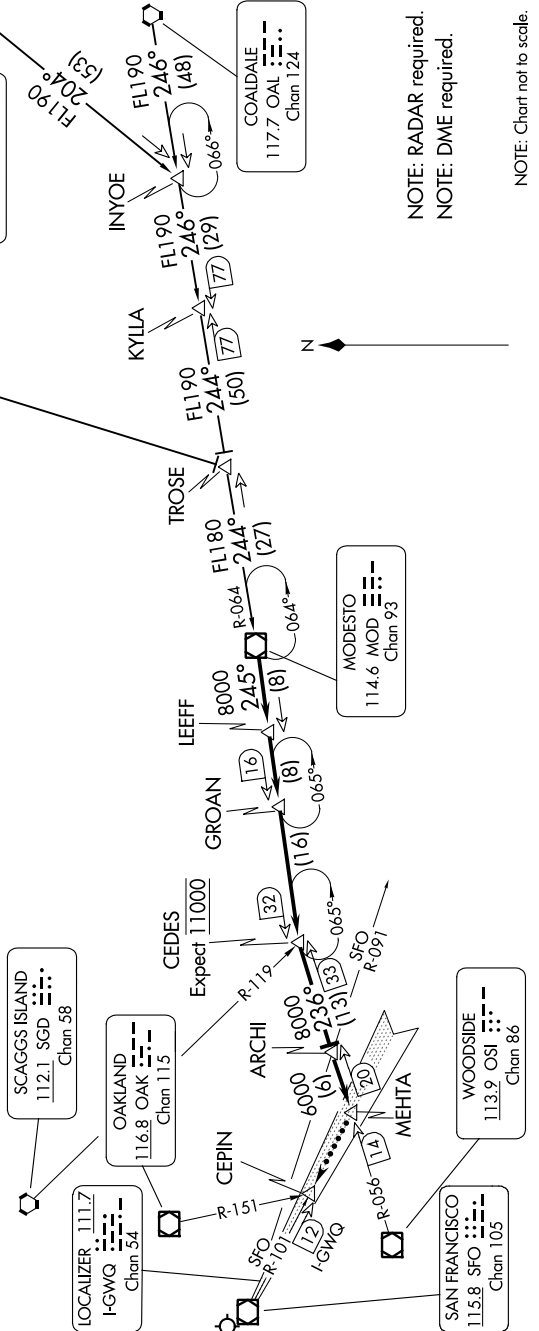 FL190
204°
(53)
FL190
246°
(48)
COALDALE
117.7 OAL
Chan 124
066°
INYOE
FL190
246°
(29)
77
KYLLA
77
FL190
244°
(50)
NOTE: RADAR required.
NOTE: DME required.
NOTE: Chart not to scale.
N
TROSE
FL180
244°
(27)
R-064
064°
MODESTO
114.6 MOD
Chan 93
8000
245°
(8)
LEEFF
16
(8)
065°
GROAN
(16)
CEDES
Expect 11000
32
065°
33
SFO
R-091
R-119
8000
236°
(13)
ARCHI
20
6000
(6)
MEHTA
14
R-056
SCAGGS ISLAND
112.1 SGD
Chan 58
OAKLAND
116.8 OAK
Chan 115
CEPIN
R-151
12
I-GWQ
SFO
R-101
LOCALIZER 111.7
I-GWQ
Chan 54
WOODSIDE
113.9 OSI
Chan 86
SAN FRANCISCO
115.8 SFO
Chan 105